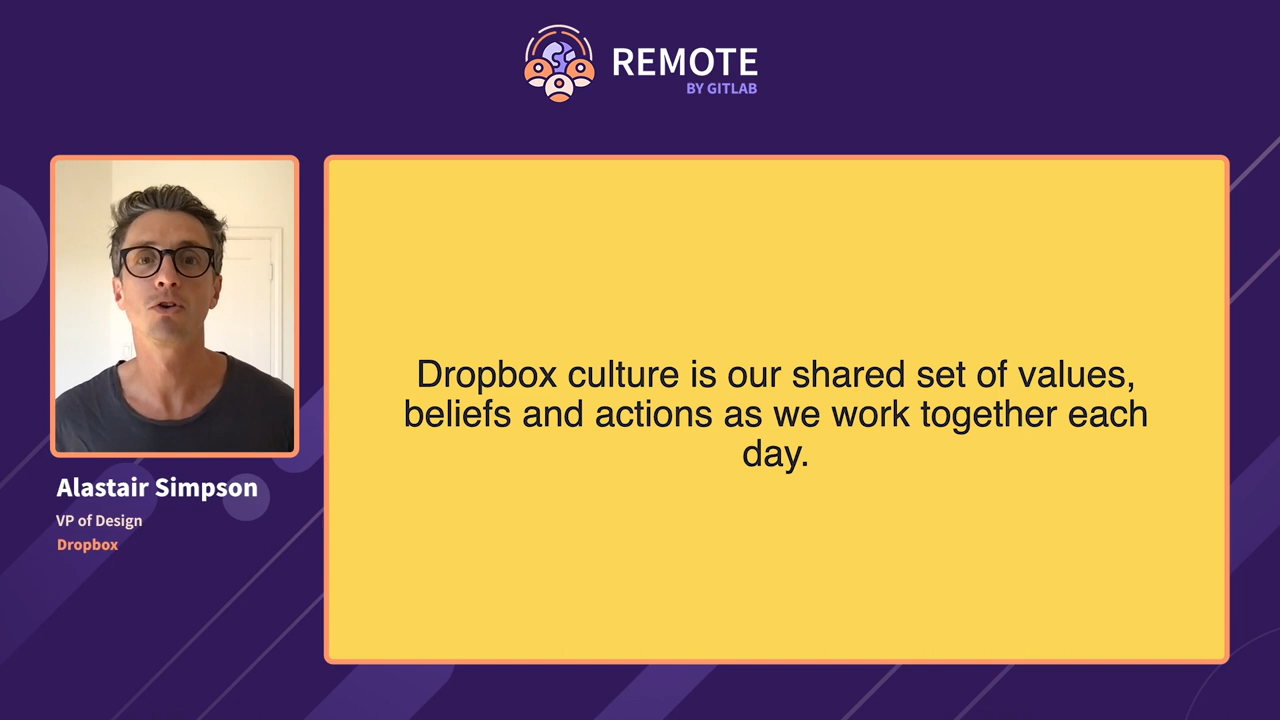 REMOTE
BY GITLAB
Alastair Simpson
VP of Design
Dropbox
Dropbox culture is our shared set of values,
beliefs and actions as we work together each
day.